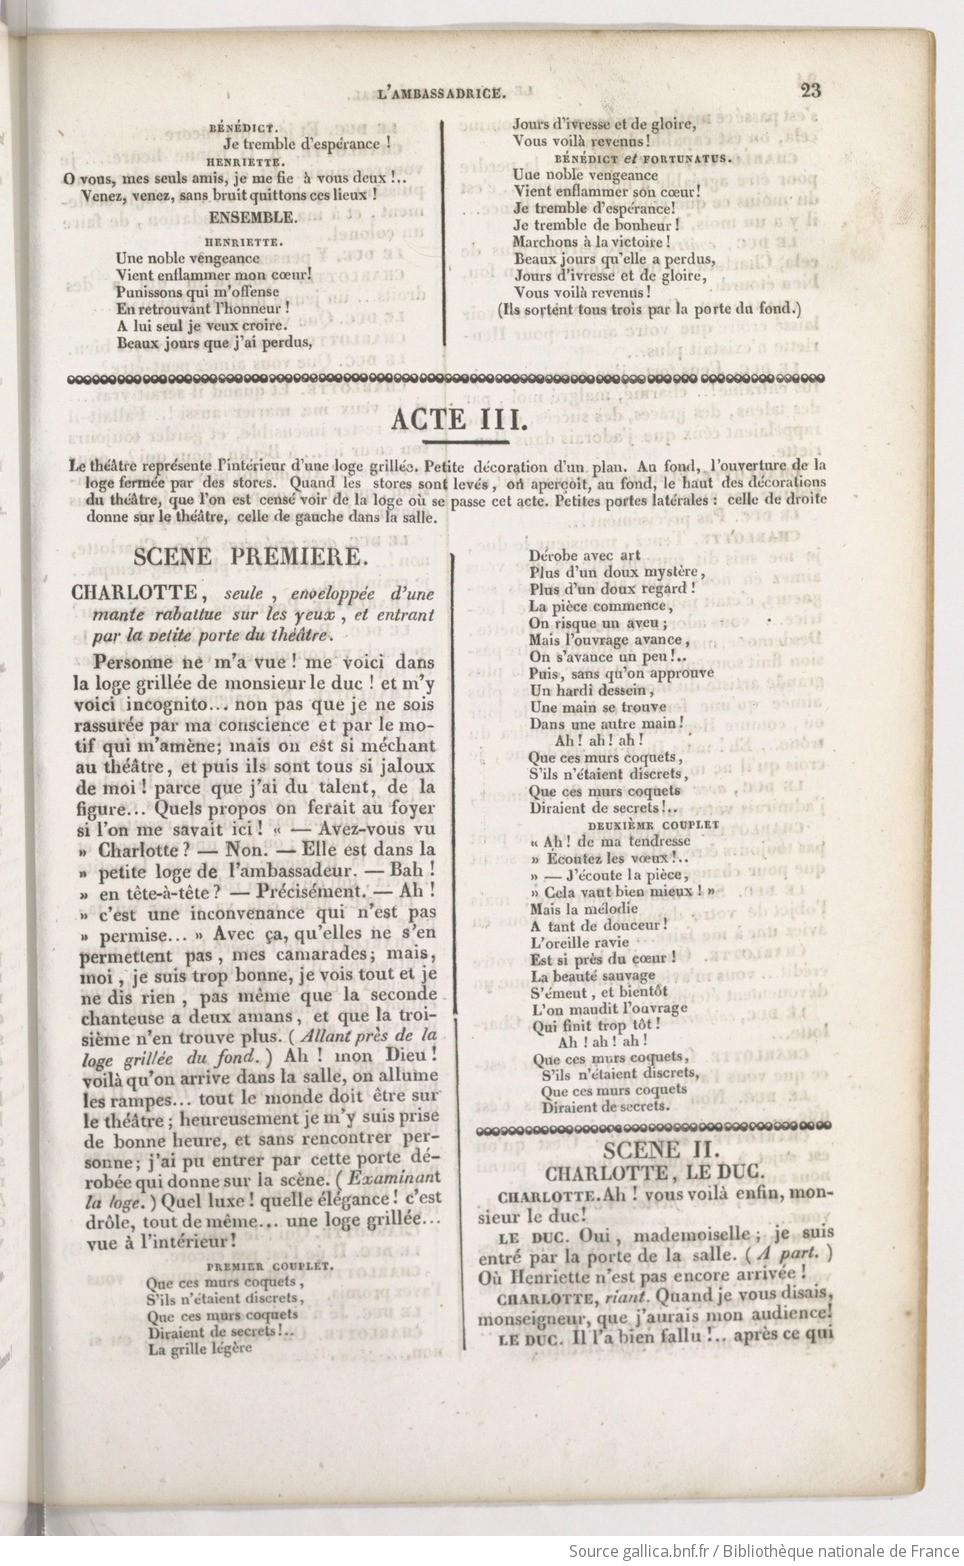 L'AMBASSADRICE.
23
BÉNÉDICT.
Je tremble d'espérance !
HENRIETTE.
O vous, mes seuls amis, je me fie à vous deux !..
Venez, venez, sans bruit quittons ces lieux !
ENSEMBLE.
HENRIETTE.
Une noble vengeance
Vient enflammer mon cœur!
Punissons qui m'offense
En retrouvant l'honneur !
A lui seul je veux croire.
Beaux jours que j'ai perdus,
Jours d'ivresse et de gloire,
Vous voilà revenus!
BÉNÉDICT et FORTUNATUS.
Une noble vengeance
Vient enflammer son cœur!
Je tremble d'espérance!
Je tremble de bonheur !
Marchons à la victoire !
Beaux jours qu'elle a perdus,
Jours d'ivresse et de gloire,
Vous voilà revenus !
(Ils sortent tous trois par la porte du fond.)
ACTE III.
Le théâtre représente l'intérieur d'une loge grillée. Petite décoration d'un plan. Au fond, l'ouverture de la
loge fermée par des stores. Quand les stores sont levés, on aperçoit, au fond, le haut des décorations
du théâtre, que l'on est censé voir de la loge où se passe cet acte. Petites portes latérales : celle de droite
donne sur le théâtre, celle de gauche dans la salle.
SCENE PREMIERE.
CHARLOTTE, seule, enveloppée d'une
mante rabattue sur les yeux, et entrant
par la petite porte du théâtre.
Personne ne m'a vue ! me voici dans
la loge grillée de monsieur le duc ! et m'y
voici incognito... non pas que je ne sois
rassurée par ma conscience et par le mo-
tif qui m'amène; mais on est si méchant
au théâtre, et puis ils sont tous si jaloux
de moi ! parce que j'ai du talent, de la
figure... Quels propos on ferait au foyer
si l'on me savait ici ! « — Avez-vous vu
» Charlotte ? — Non. — Elle est dans la
» petite loge de l'ambassadeur. — Bah !
» en tête-à-tête ? — Précisément. — Ah !
» c'est une inconvenance qui n'est pas
» permise... » Avec ça, qu'elles ne s'en
permettent pas, mes camarades; mais,
moi, je suis trop bonne, je vois tout et je
ne dis rien, pas même que la seconde
chanteuse a deux amans, et que la troi-
sième n'en trouve plus. (Allant près de la
loge grillée du fond.) Ah ! mon Dieu !
voilà qu'on arrive dans la salle, on allume
les rampes... tout le monde doit être sur
le théâtre ; heureusement je m'y suis prise
de bonne heure, et sans rencontrer per-
sonne; j'ai pu entrer par cette porte dé-
robée qui donne sur la scène. (Examinant
la loge.) Quel luxe ! quelle élégance ! c'est
drôle, tout de même... une loge grillée...
vue à l'intérieur!
PREMIER COUPLET.
Que ces murs coquets,
S'ils n'étaient discrets,
Que ces murs coquets
Diraient de secrets!..
La grille légère
Dérobe avec art
Plus d'un doux mystère,
Plus d'un doux regard !
La pièce commence,
On risque un aveu ;
Mais l'ouvrage avance,
On s'avance un peu !..
Puis, sans qu'on approuve
Un hardi dessein,
Une main se trouve
Dans une autre main!
Ah ! ah ! ah !
Que ces murs coquets,
S'ils n'étaient discrets,
Que ces murs coquets
Diraient de secrets!..
DEUXIÈME COUPLET
« Ah ! de ma tendresse
» Écoutez les vœux !..
» — J'écoute la pièce,
» Cela vaut bien mieux ! »
Mais la mélodie
A tant de douceur!
L'oreille ravie
Est si près du cœur !
La beauté sauvage
S'émeut, et bientôt
L'on maudit l'ouvrage
Qui finit trop tôt !
Ah ! ah ! ah !
Que ces murs coquets,
S'ils n'étaient discrets,
Que ces murs coquets
Diraient de secrets.
SCENE II.
CHARLOTTE, LE DUC.
CHARLOTTE. Ah ! vous voilà enfin, mon-
sieur le duc!
LE DUC. Oui, mademoiselle ; je suis
entré par la porte de la salle. (A part.)
Où Henriette n'est pas encore arrivée !
CHARLOTTE, riant. Quand je vous disais,
monseigneur, que j'aurais mon audience!
LE DUC. Il l'a bien fallu !.. après ce qui
Source gallica.bnf.fr / Bibliothèque nationale de France